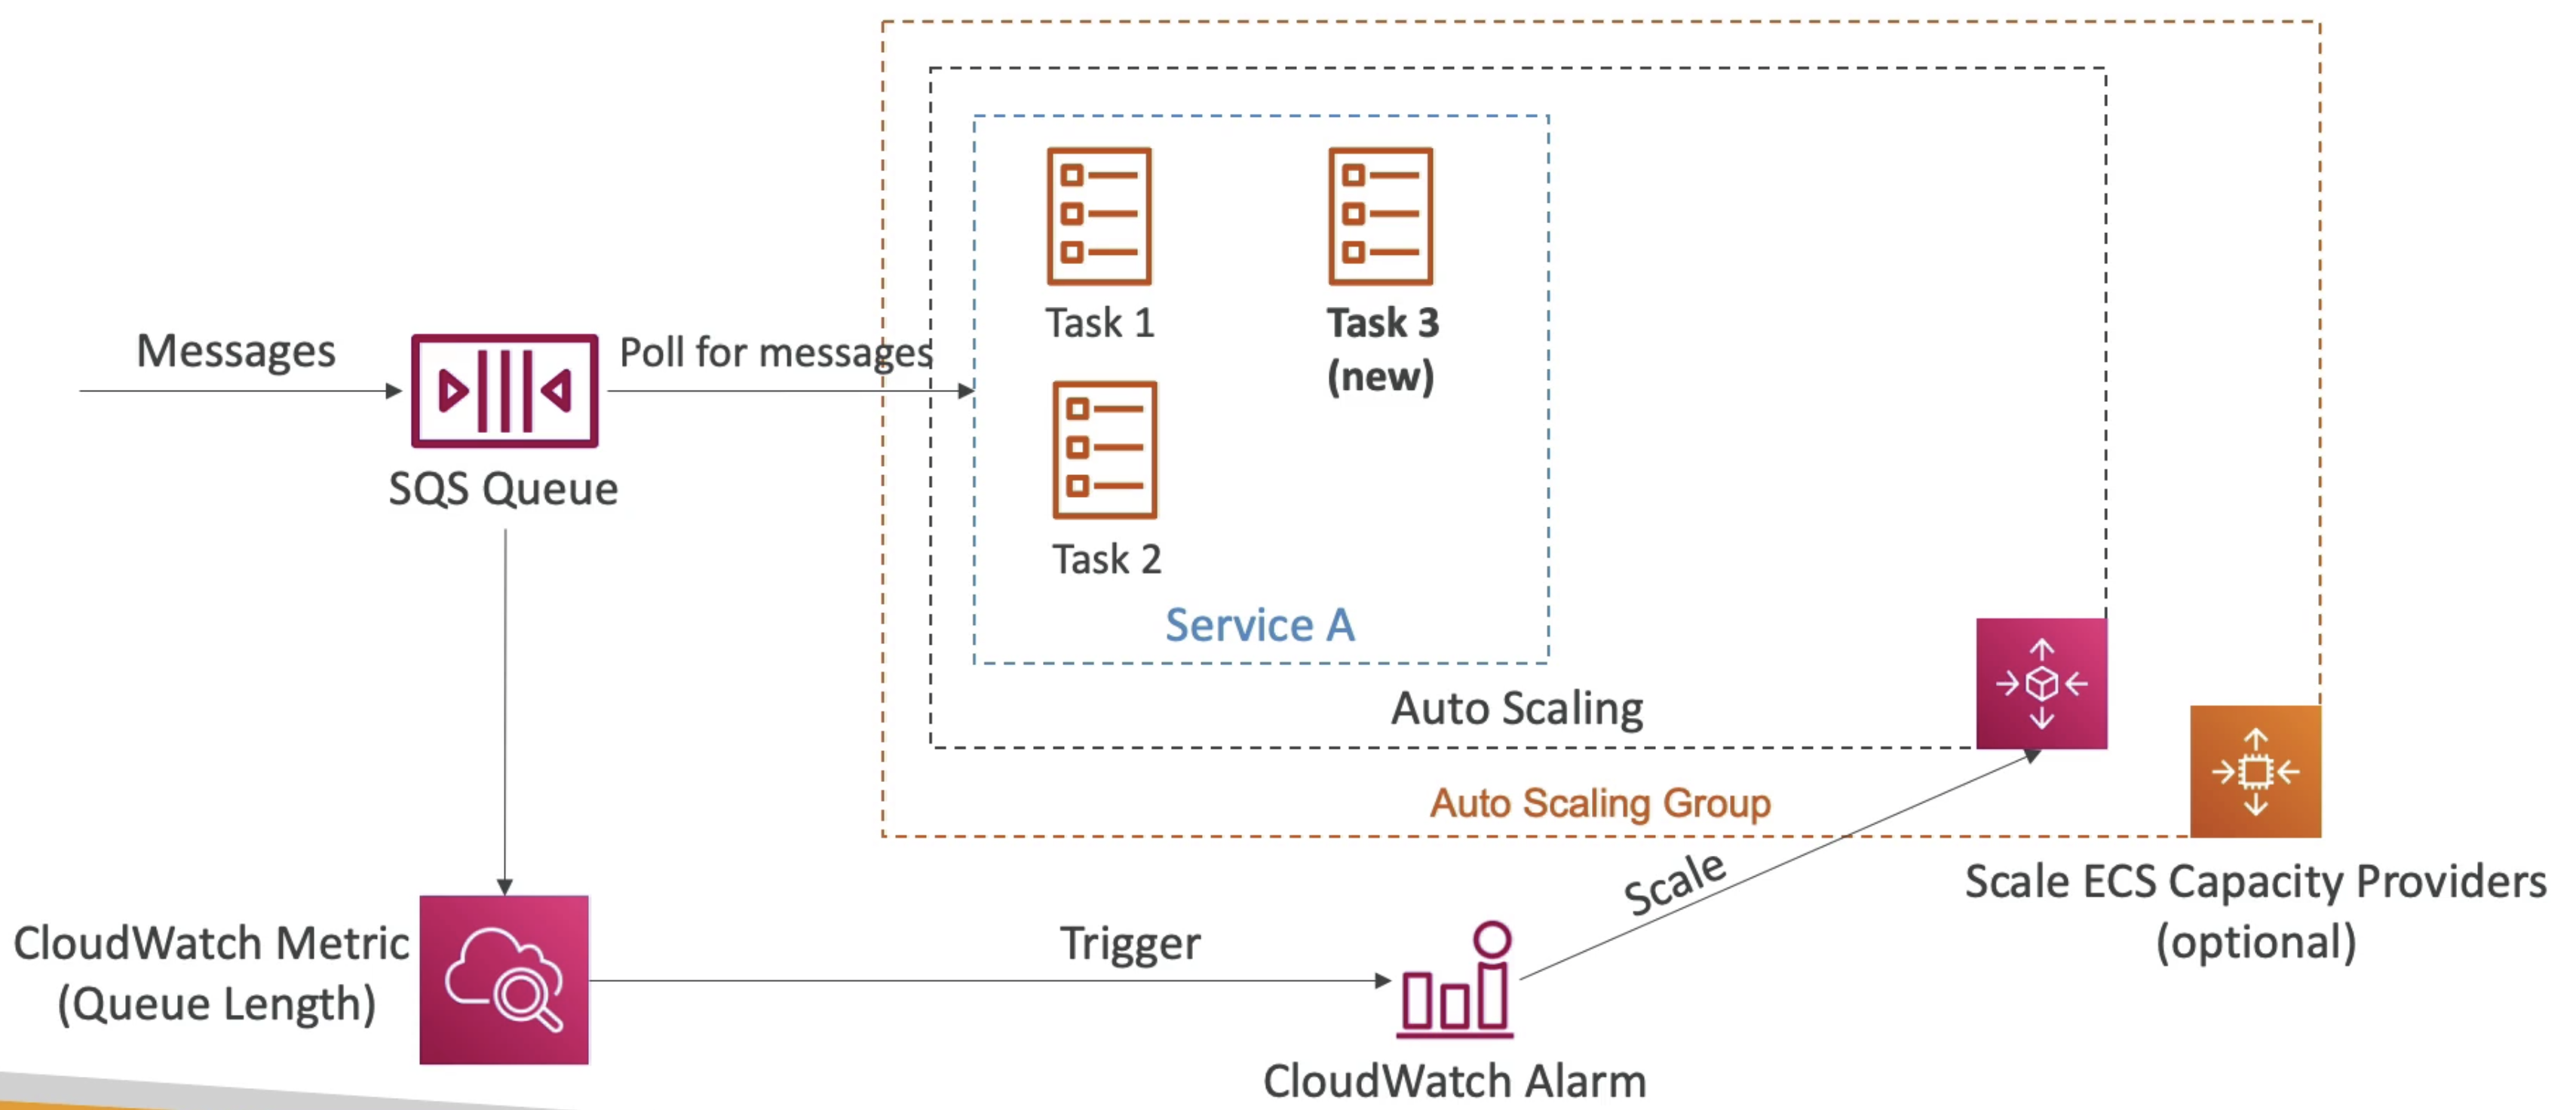 Messages
SQS Queue
Poll for messages
Task 1
Task 3
(new)
Task 2
Service A
Auto Scaling
Auto Scaling Group
Scale ECS Capacity Providers
(optional)
Scale
CloudWatch Metric
(Queue Length)
Trigger
CloudWatch Alarm